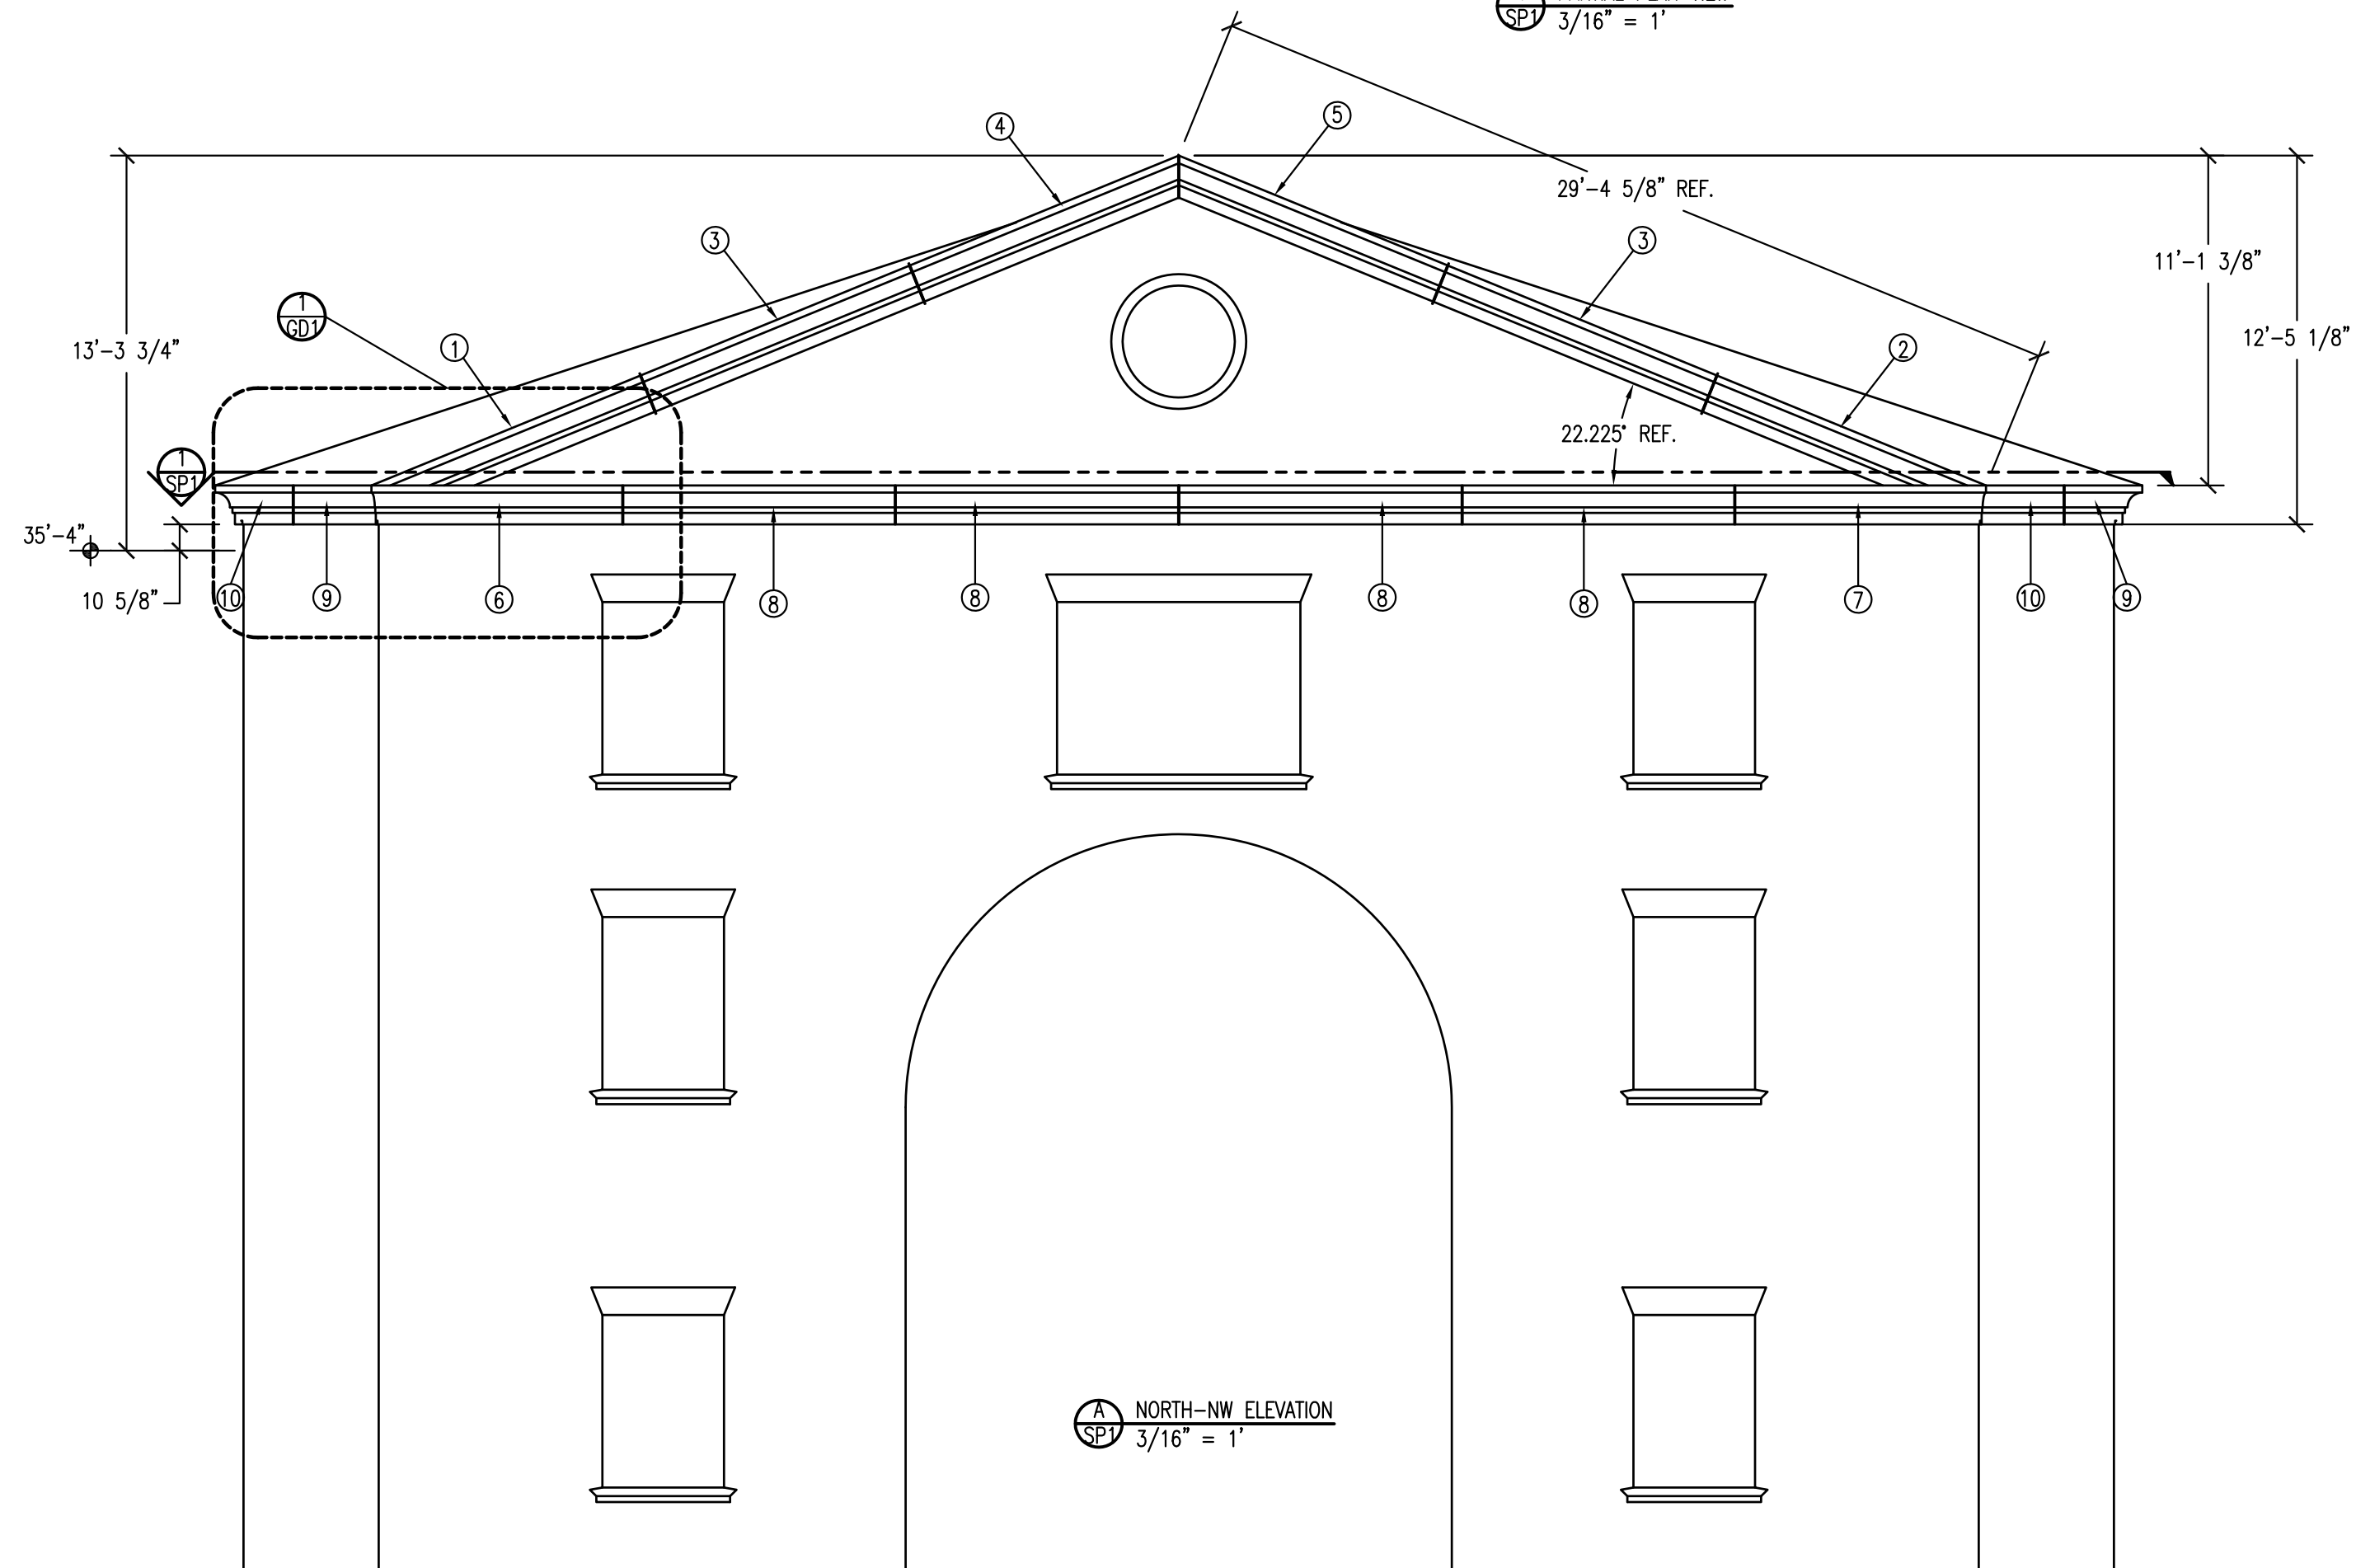 SP1
3/16" = 1'
5
4
29'-4 5/8" REF.
3
3
11'-1 3/8"
1
GD1
12'-5 1/8"
13'-3 3/4"
1
2
22.225° REF.
1
SP1
35'-4"
10 5/8"
10
9
6
8
8
8
8
7
10
9
A
SP1
NORTH-NW ELEVATION
3/16" = 1'